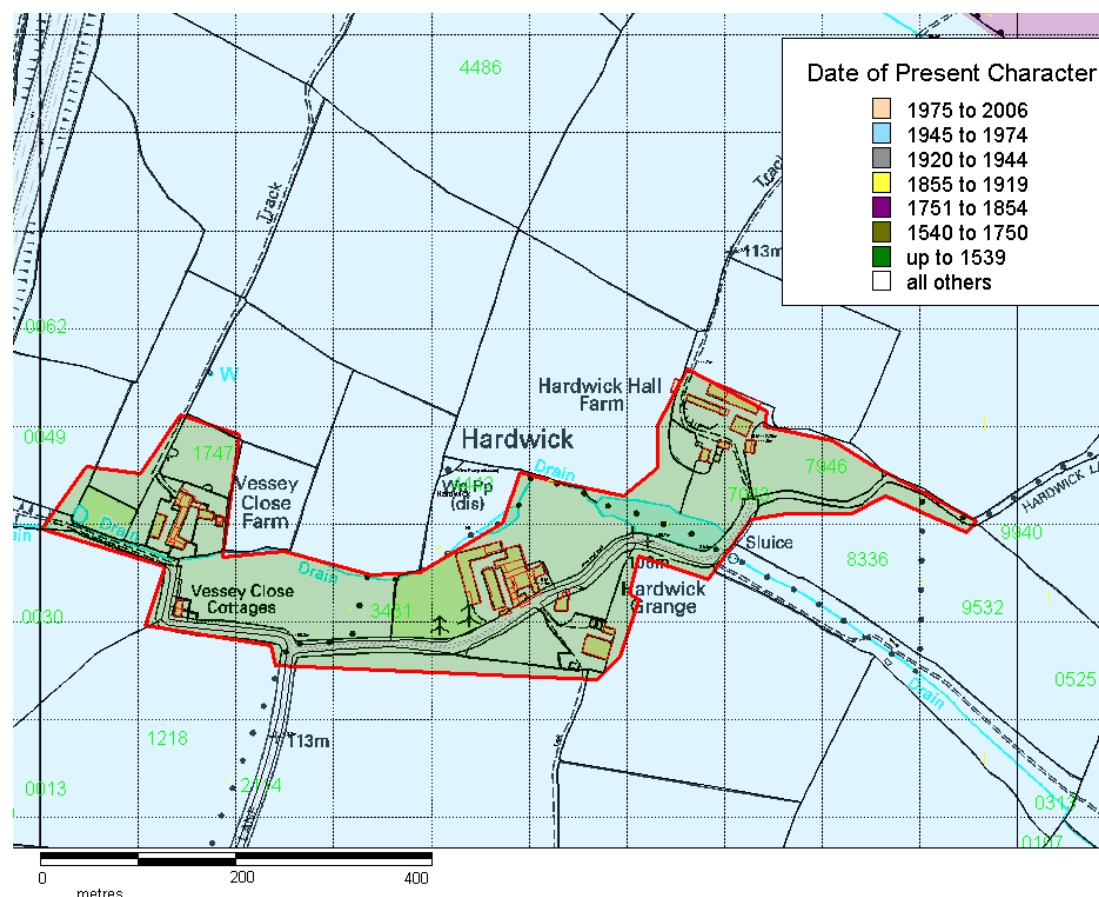 4486
Date of Present Character
1975 to 2006
1945 to 1974
1920 to 1944
1855 to 1919
1751 to 1854
1540 to 1750
up to 1539
all others
Track
Track
113m
0062
W
Hardwick Hall
Farm
0049
1747
Hardwick
Vessey
Close
Farm
Drain
(dis)
7946
HARDWICK
Drain
Sluice
9940
8336
Drain
Vessey Close
Cottages
Hardwick
Grange
0030
3431
9532
0525
Drain
1218
113m
2114
0013
0313
0107
LANE
0
200
400
metres